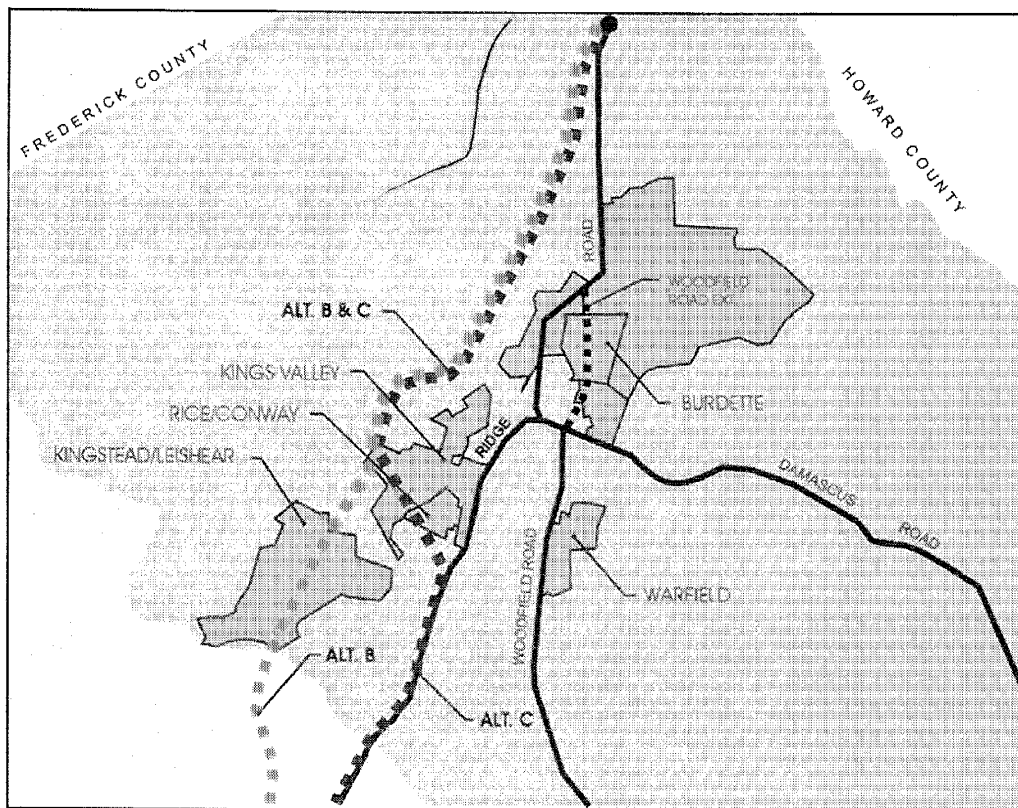 FREDERICK COUNTY
HOWARD COUNTY
ROAD
WOODFIELD
ROAD EXT.
ALT. B & C
KINGS VALLEY
RICE/CONWAY
BURDETTE
RIDGE
KINGSTEAD/LEISHEAR
DAMASCUS
ROAD
WOODFIELD ROAD
WARFIELD
ALT. B
ALT. C